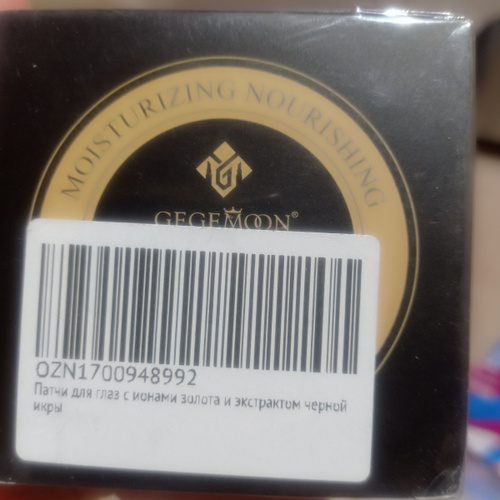 MOISTURIZING NOURISHING
GEGEMOON®
OZN1700948992
Патчи для глаз с ионами золота и экстрактом черной
икры